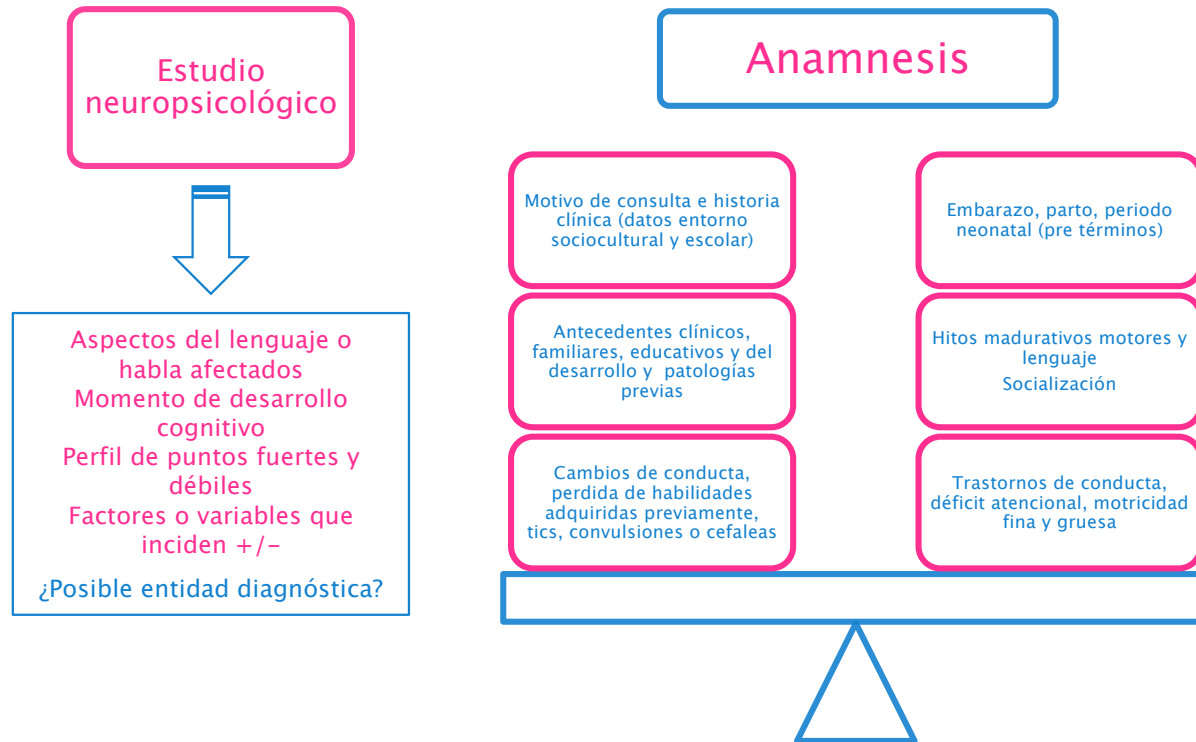 Estudio
neuropsicológico
Aspectos del lenguaje o
habla afectados
Momento de desarrollo
cognitivo
Perfil de puntos fuertes y
débiles
Factores o variables que
inciden +/-
¿Posible entidad diagnóstica?
Anamnesis
Motivo de consulta e historia
clínica (datos entorno
sociocultural y escolar)
Embarazo, parto, periodo
neonatal (pre términos)
Antecedentes clínicos,
familiares, educativos y del
desarrollo y patologías
previas
Hitos madurativos motores y
lenguaje
Socialización
Cambios de conducta,
perdida de habilidades
adquiridas previamente,
tics, convulsiones o cefaleas
Trastornos de conducta,
déficit atencional, motricidad
fina y gruesa